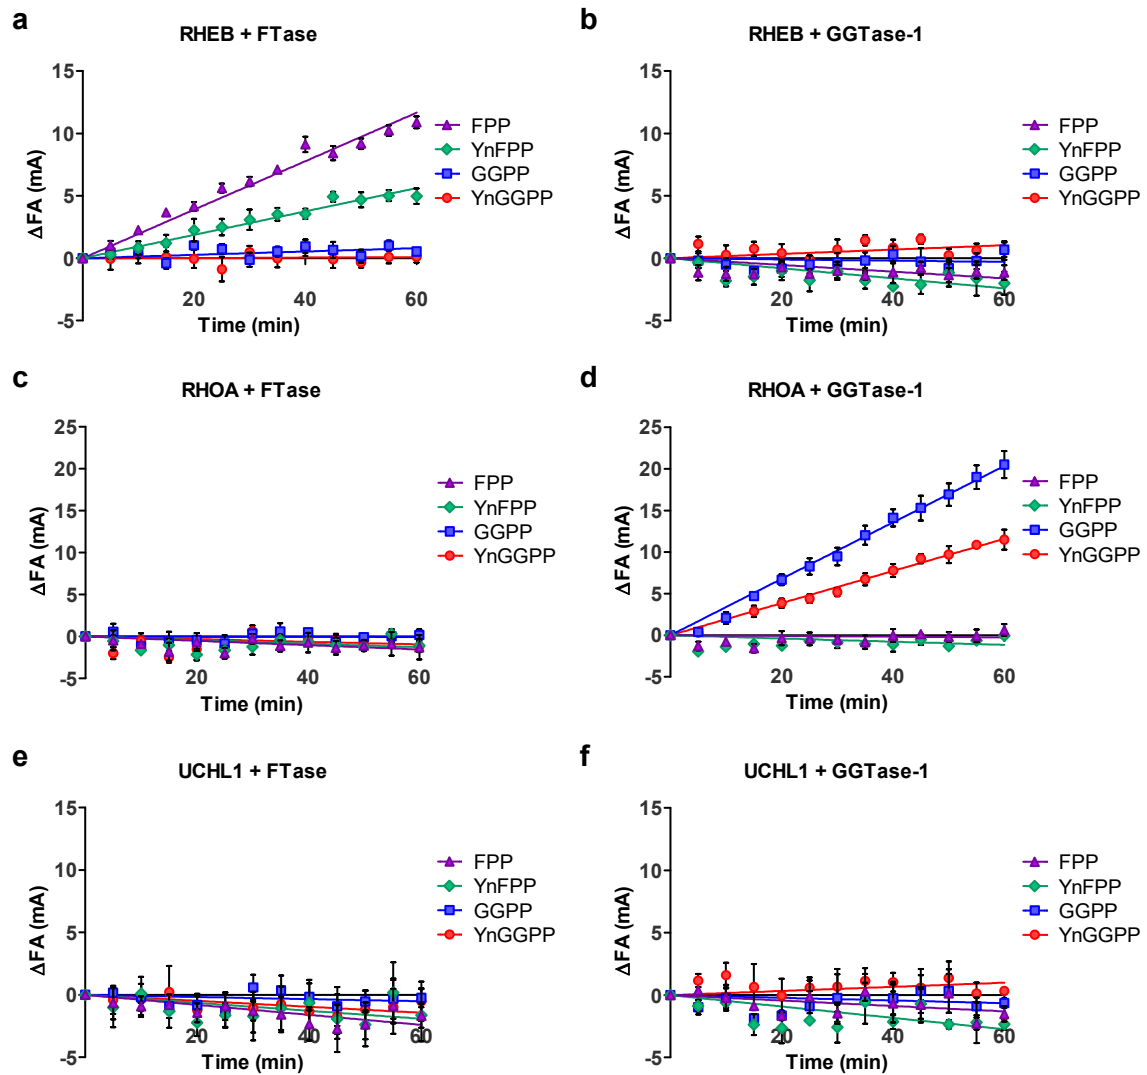 a
RHEB + FTase
15
10
5
0
-5
20
40
60
ΔFA (mA)
Time (min)
FPP
YnFPP
GGPP
YnGGPP
b
RHEB + GGTase-1
15
10
5
0
-5
20
40
60
ΔFA (mA)
Time (min)
FPP
YnFPP
GGPP
YnGGPP
c
RHOA + FTase
25
20
15
10
5
0
-5
20
40
60
ΔFA (mA)
Time (min)
FPP
YnFPP
GGPP
YnGGPP
d
RHOA + GGTase-1
25
20
15
10
5
0
-5
20
40
60
ΔFA (mA)
Time (min)
FPP
YnFPP
GGPP
YnGGPP
e
UCHL1 + FTase
15
10
5
0
-5
20
40
60
ΔFA (mA)
Time (min)
FPP
YnFPP
GGPP
YnGGPP
f
UCHL1 + GGTase-1
15
10
5
0
-5
20
40
60
ΔFA (mA)
Time (min)
FPP
YnFPP
GGPP
YnGGPP